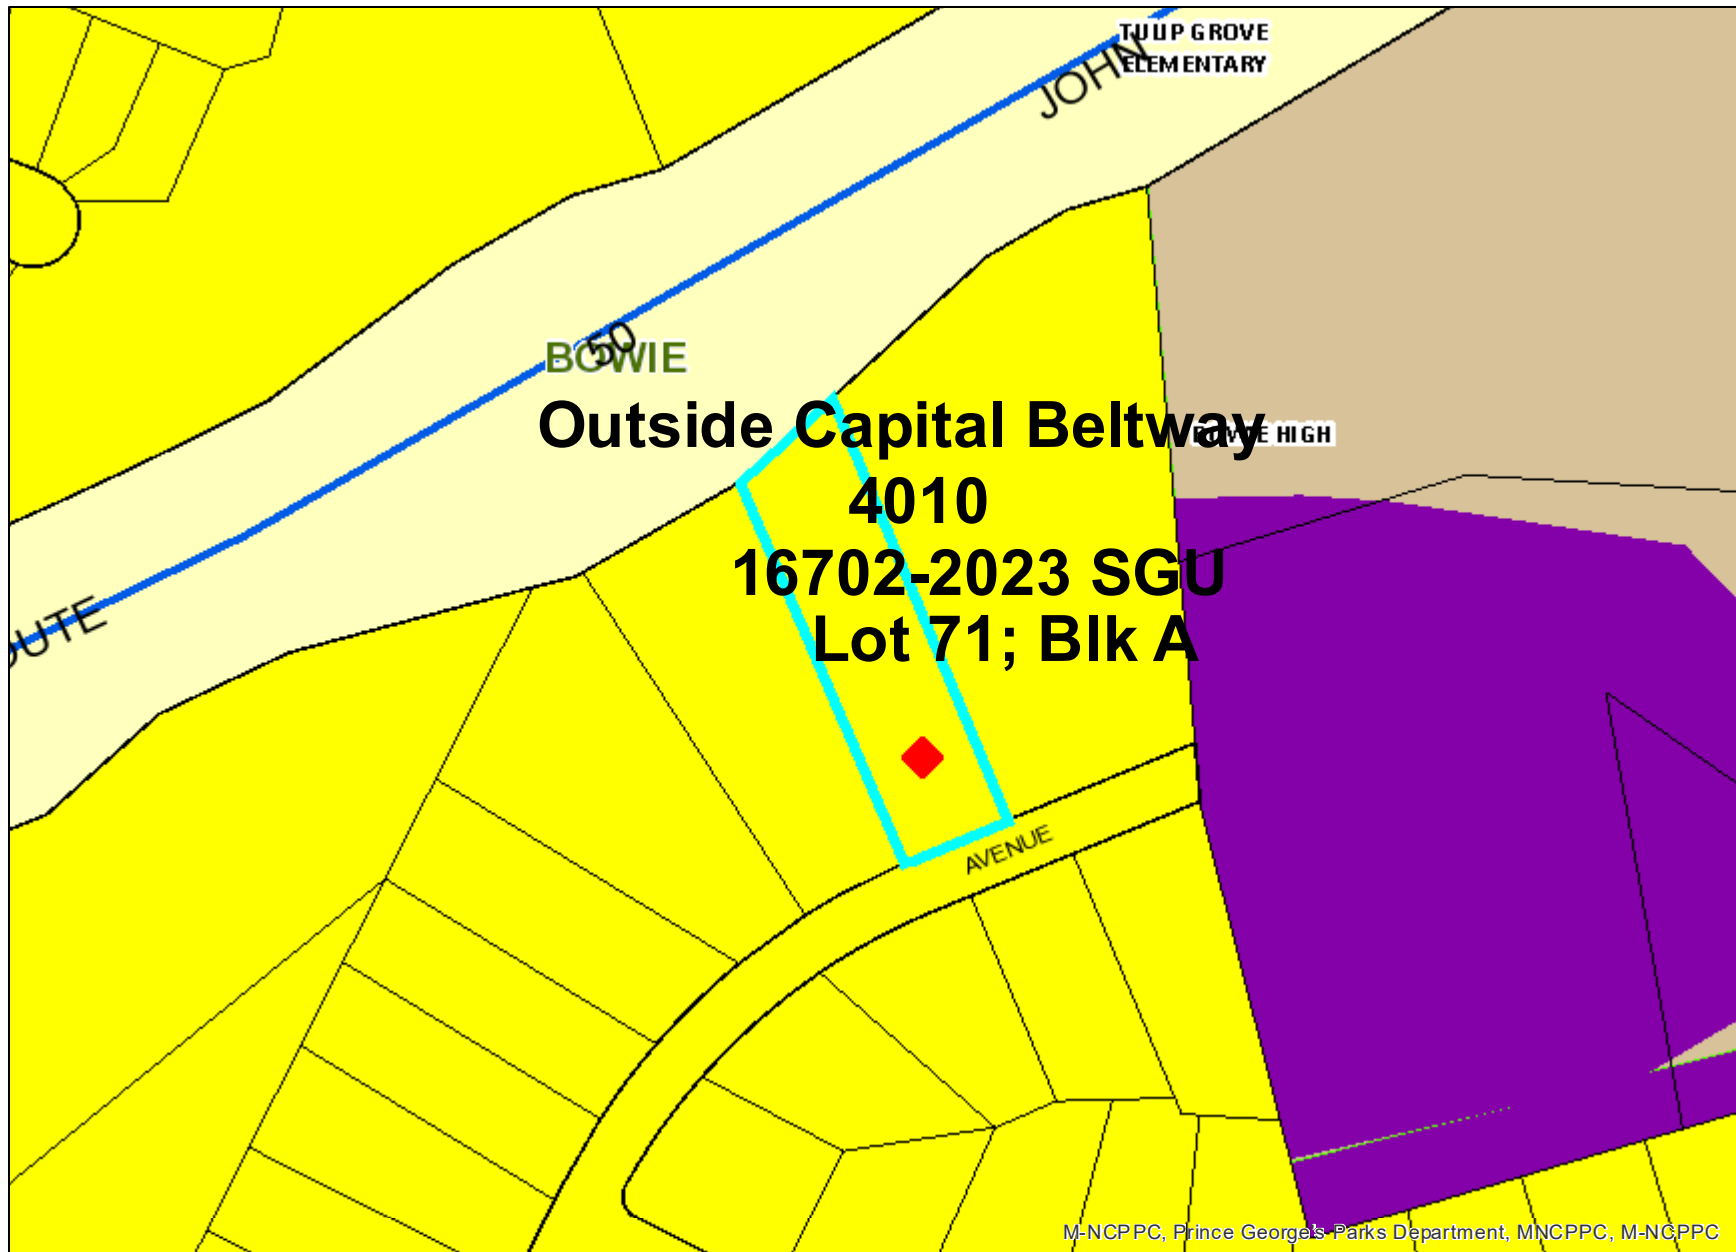 TULIP GROVE
ELEMENTARY
JOHN
50
BOWIE
Outside Capital Beltway
HIGH
4010
16702-2023 SGU
OUTE
Lot 71; Blk A
AVENUE
M-NCPPC, Prince George's Parks Department, MNCPPC, M-NCPPC